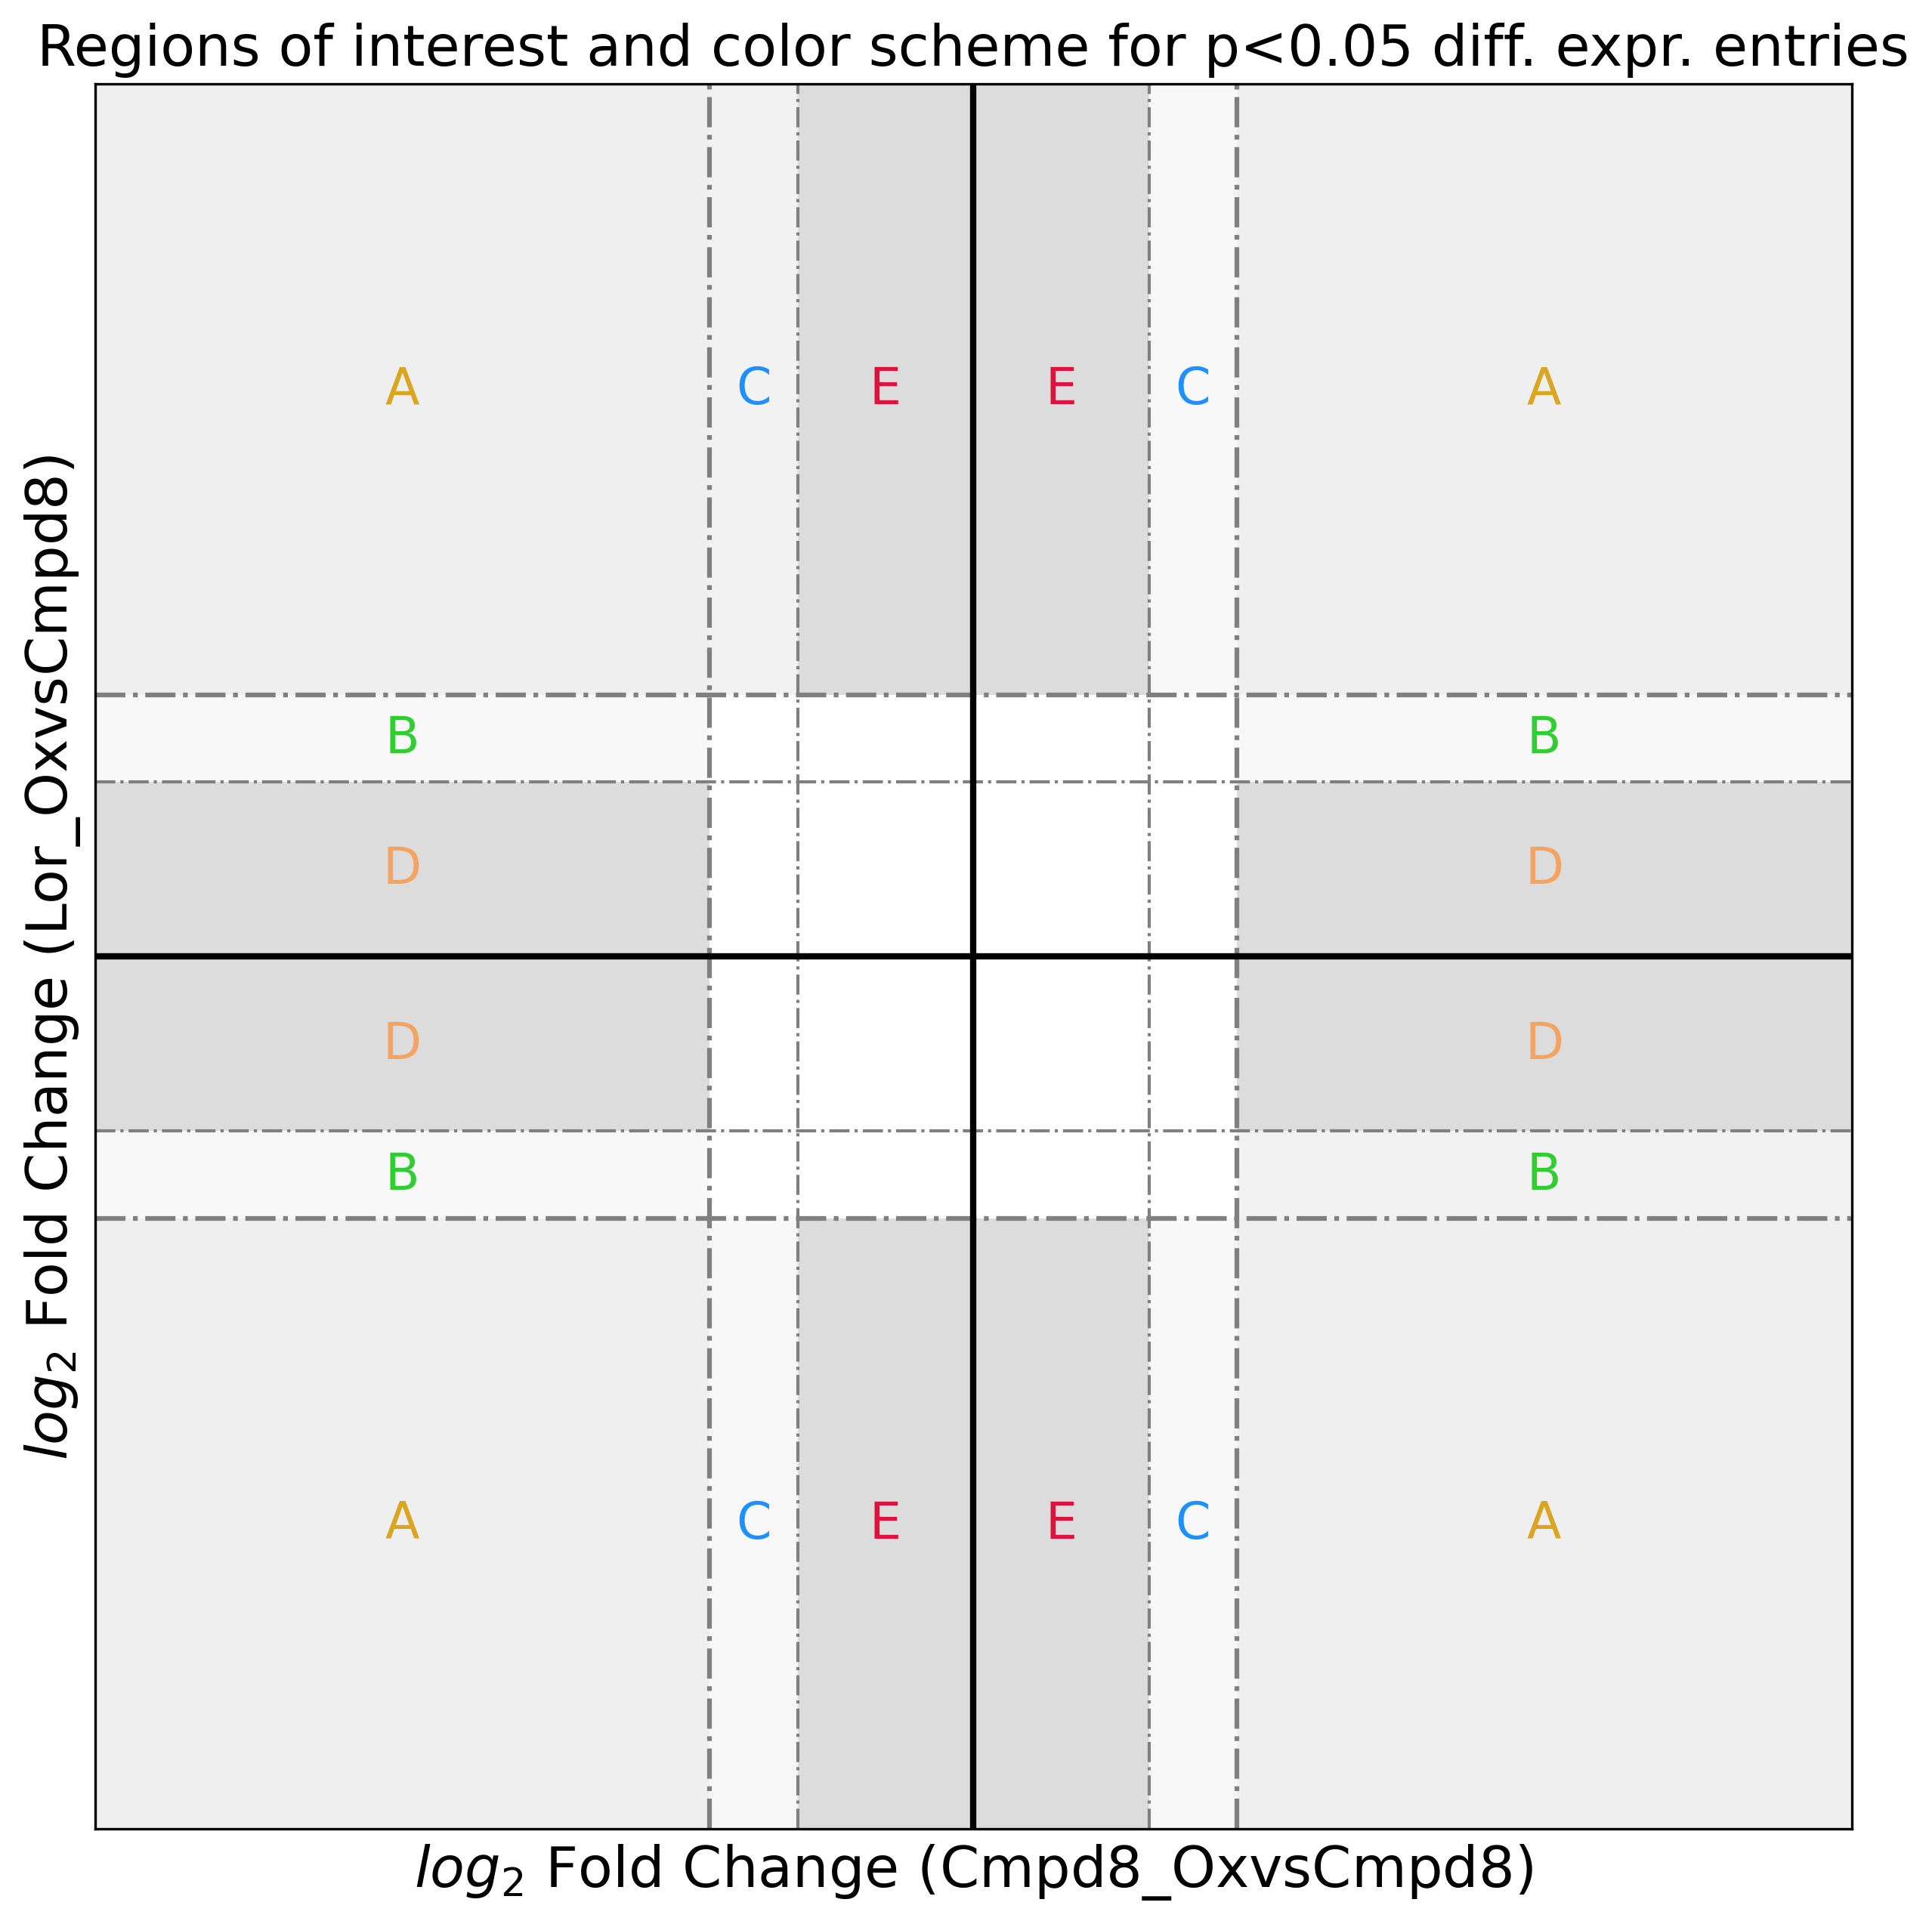 Regions of interest and color scheme for p<0.05 diff. expr. entries
log₂ Fold Change (Lor_OxvsCmpd8)
A C E E C A
B B
D D
D D
B B
A C E E C A
log₂ Fold Change (Cmpd8_OxvsCmpd8)